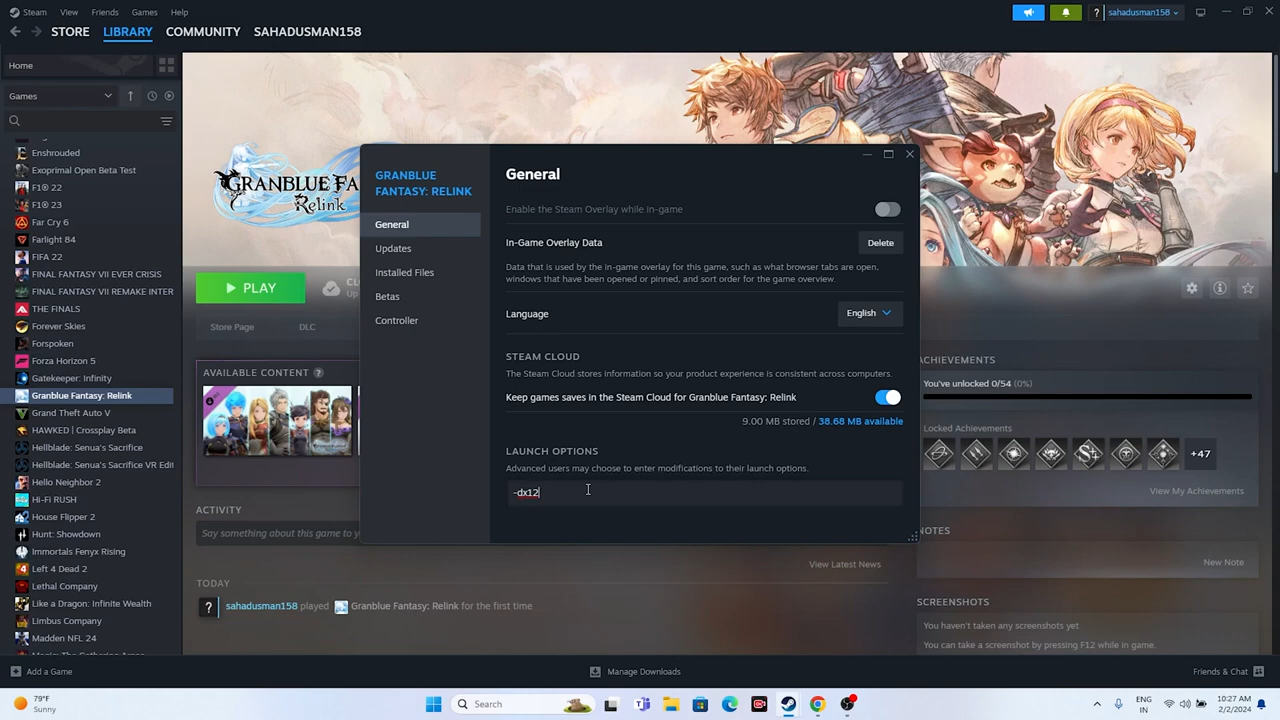 Steam View Friends Games Help
sahadusman158
STORE LIBRARY COMMUNITY SAHADUSMAN158
Home
Games
Enshrouded
Exoprimal Open Beta Test
F1® 22
F1® 23
Far Cry 6
Farlight 84
FIFA 22
FINAL FANTASY VII EVER CRISIS
FINAL FANTASY VII REMAKE INTER
THE FINALS
Forever Skies
Forspoken
Forza Horizon 5
Gatekeeper: Infinity
Granblue Fantasy: Relink
Grand Theft Auto V
HAWKED | Crossplay Beta
Hellblade: Senua's Sacrifice
Hellblade: Senua's Sacrifice VR Edit
Hi-Fi RUSH
House Flipper 2
Hunt: Showdown
Immortals Fenyx Rising
Left 4 Dead 2
Lethal Company
Like a Dragon: Infinite Wealth
Limbus Company
Madden NFL 24
GRANBLUE FA
Relink
PLAY
CL
Up
Store Page DLC
AVAILABLE CONTENT ?
ACTIVITY
Say something about this game to y
TODAY
? sahadusman158 played Granblue Fantasy: Relink for the first time
GRANBLUE
FANTASY: RELINK
General
Updates
Installed Files
Betas
Controller
General
Enable the Steam Overlay while in-game
In-Game Overlay Data Delete
Data that is used by the in-game overlay for this game, such as what browser tabs are open,
windows that have been opened or pinned, and sort order for the game overview.
Language English
STEAM CLOUD
The Steam Cloud stores information so your product experience is consistent across computers.
Keep games saves in the Steam Cloud for Granblue Fantasy: Relink
9.00 MB stored / 38.68 MB available
LAUNCH OPTIONS
Advanced users may choose to enter modifications to their launch options.
-dx12
View Latest News
ACHIEVEMENTS
You've unlocked 0/54 (0%)
Locked Achievements
+47
View My Achievements
NOTES
New Note
SCREENSHOTS
You haven't taken any screenshots yet
You can take a screenshot by pressing F12 while in game.
Add a Game
Manage Downloads
Friends & Chat
79°F
Sunny
Search
ENG
IN
10:27 AM
2/2/2024